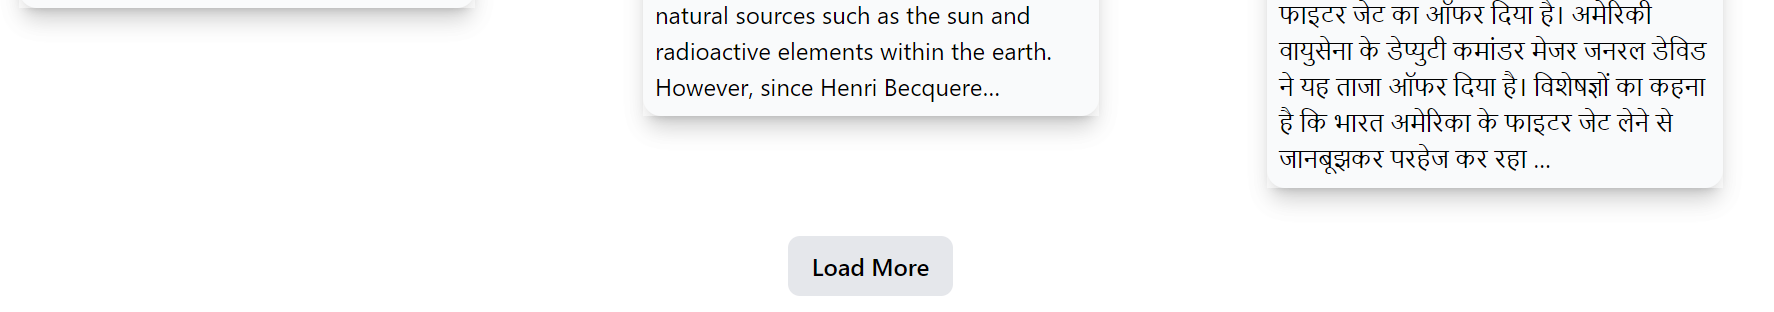 natural sources such as the sun and
radioactive elements within the earth.
However, since Henri Becquere...
फाइटर जेट का ऑफर दिया है। अमेरिकी
वायुसेना के डेप्युटी कमांडर मेजर जनरल डेविड
ने यह ताजा ऑफर दिया है। विशेषज्ञों का कहना
है कि भारत अमेरिका के फाइटर जेट लेने से
जानबूझकर परहेज कर रहा ...
Load More